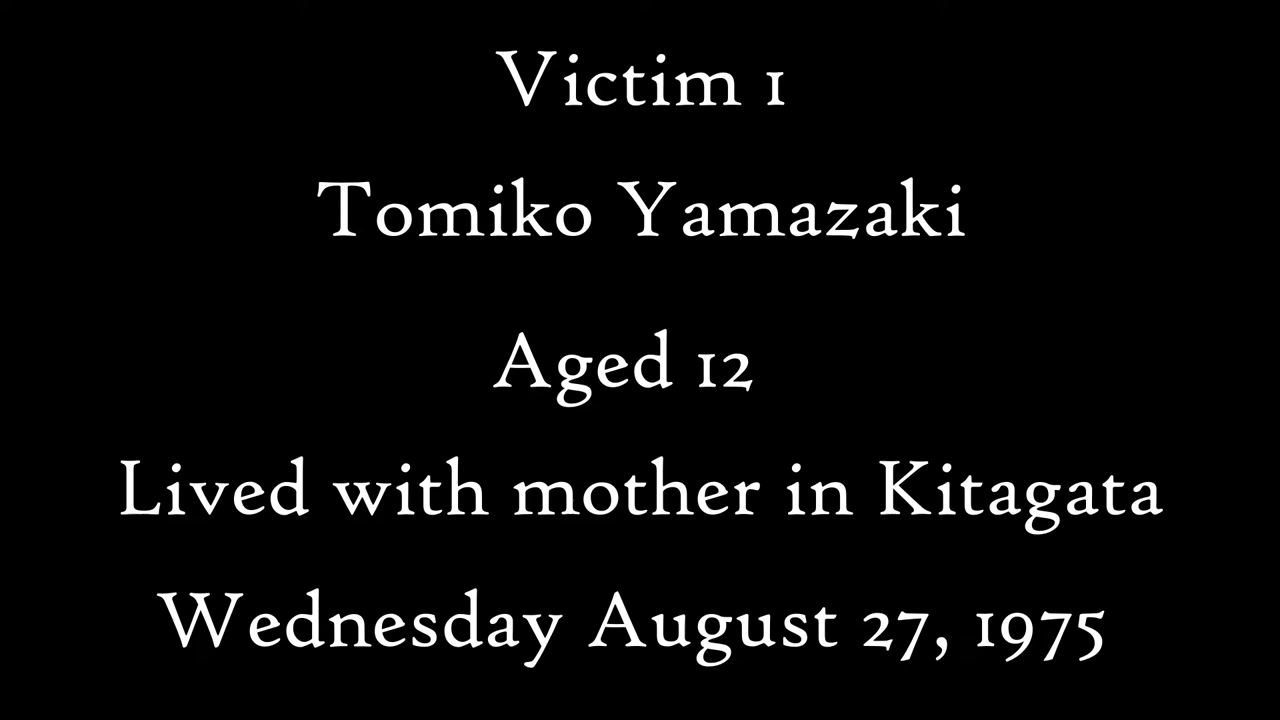 Victim 1
Tomiko Yamazaki
Aged 12
Lived with mother in Kitagata
Wednesday August 27, 1975